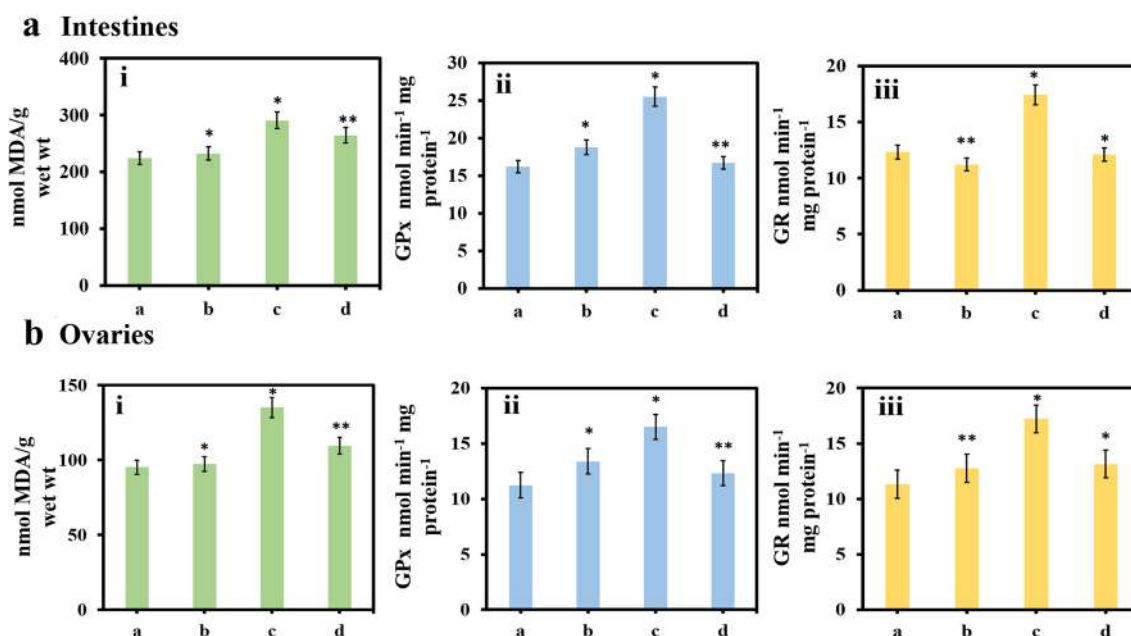 a Intestines
i
nmol MDA/g
wet wt
400
300
200
100
0
*
*
**
a b c d
ii
GPx nmol min⁻¹ mg
protein⁻¹
30
25
20
15
10
5
0
*
*
**
a b c d
iii
GR nmol min⁻¹
mg protein⁻¹
20
15
10
5
0
**
*
*
a b c d
b Ovaries
i
nmol MDA/g
wet wt
150
100
50
0
*
*
**
a b c d
ii
GPx nmol min⁻¹ mg
protein⁻¹
20
15
10
5
0
*
*
**
a b c d
iii
GR nmol min⁻¹
mg protein⁻¹
20
15
10
5
0
**
*
*
a b c d